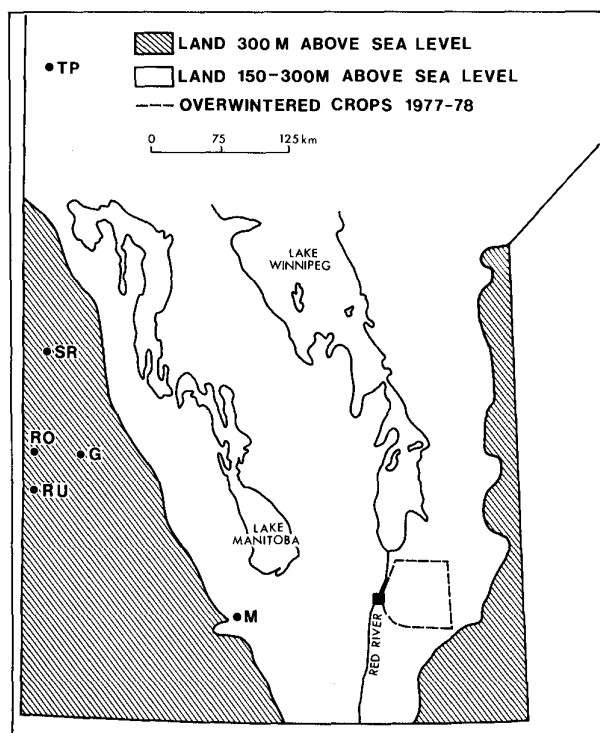 LAND 300 M ABOVE SEA LEVEL
TP
LAND 150-300M ABOVE SEA LEVEL
OVERWINTERED CROPS 1977-78
0 75 125 km
LAKE
WINNIPEG
SR
RO
G
RU
LAKE
MANITOBA
M
RED RIVER